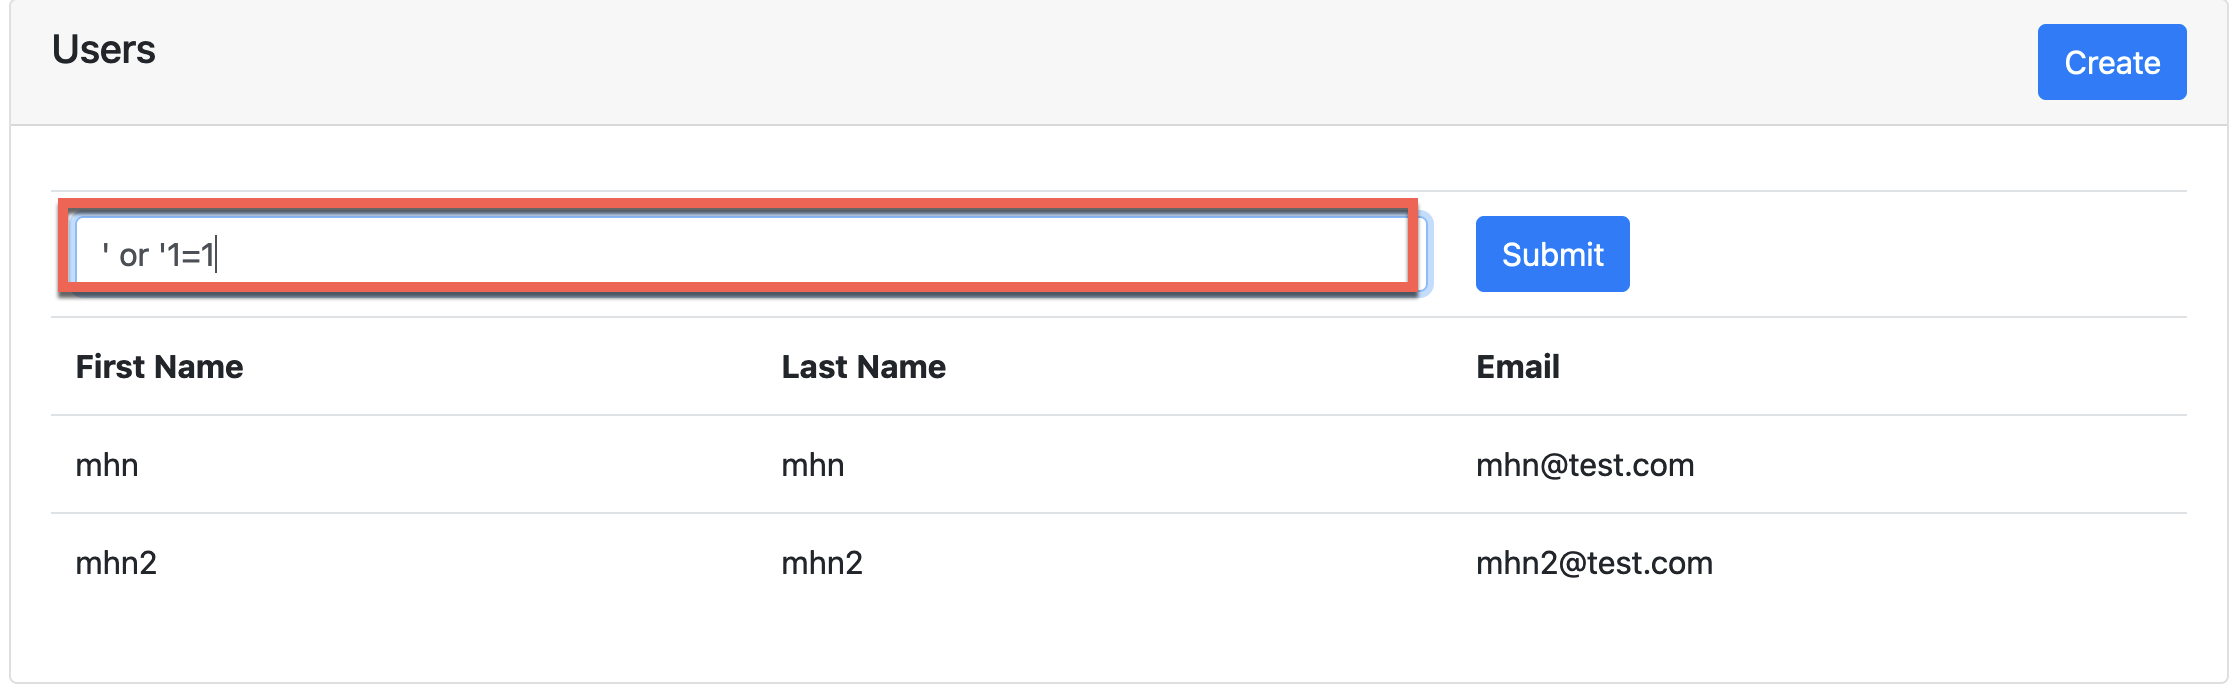 Users
Create
' or '1=1
Submit
First Name Last Name Email
mhn mhn mhn@test.com
mhn2 mhn2 mhn2@test.com